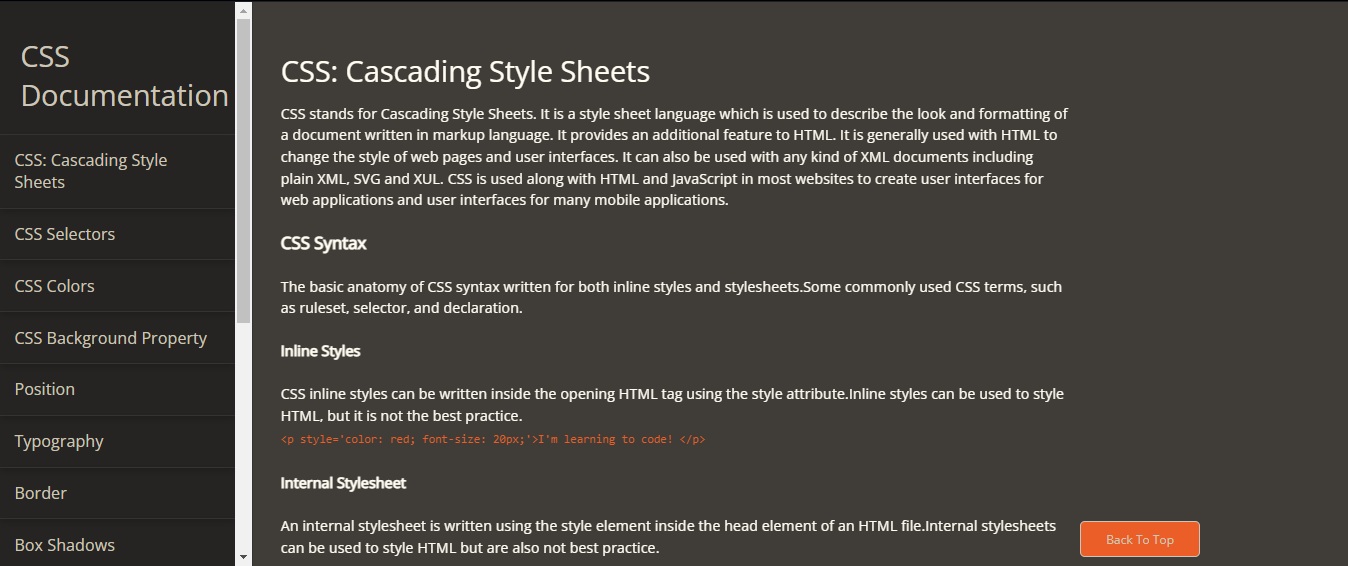 CSS
Documentation
CSS: Cascading Style
Sheets
CSS Selectors
CSS Colors
CSS Background Property
Position
Typography
Border
Box Shadows
CSS: Cascading Style Sheets
CSS stands for Cascading Style Sheets. It is a style sheet language which is used to describe the look and formatting of
a document written in markup language. It provides an additional feature to HTML. It is generally used with HTML to
change the style of web pages and user interfaces. It can also be used with any kind of XML documents including
plain XML, SVG and XUL. CSS is used along with HTML and JavaScript in most websites to create user interfaces for
web applications and user interfaces for many mobile applications.
CSS Syntax
The basic anatomy of CSS syntax written for both inline styles and stylesheets.Some commonly used CSS terms, such
as ruleset, selector, and declaration.
Inline Styles
CSS inline styles can be written inside the opening HTML tag using the style attribute.Inline styles can be used to style
HTML, but it is not the best practice.
<p style='color: red; font-size: 20px;'>I'm learning to code! </p>
Internal Stylesheet
An internal stylesheet is written using the style element inside the head element of an HTML file.Internal stylesheets
can be used to style HTML but are also not best practice.
Back To Top